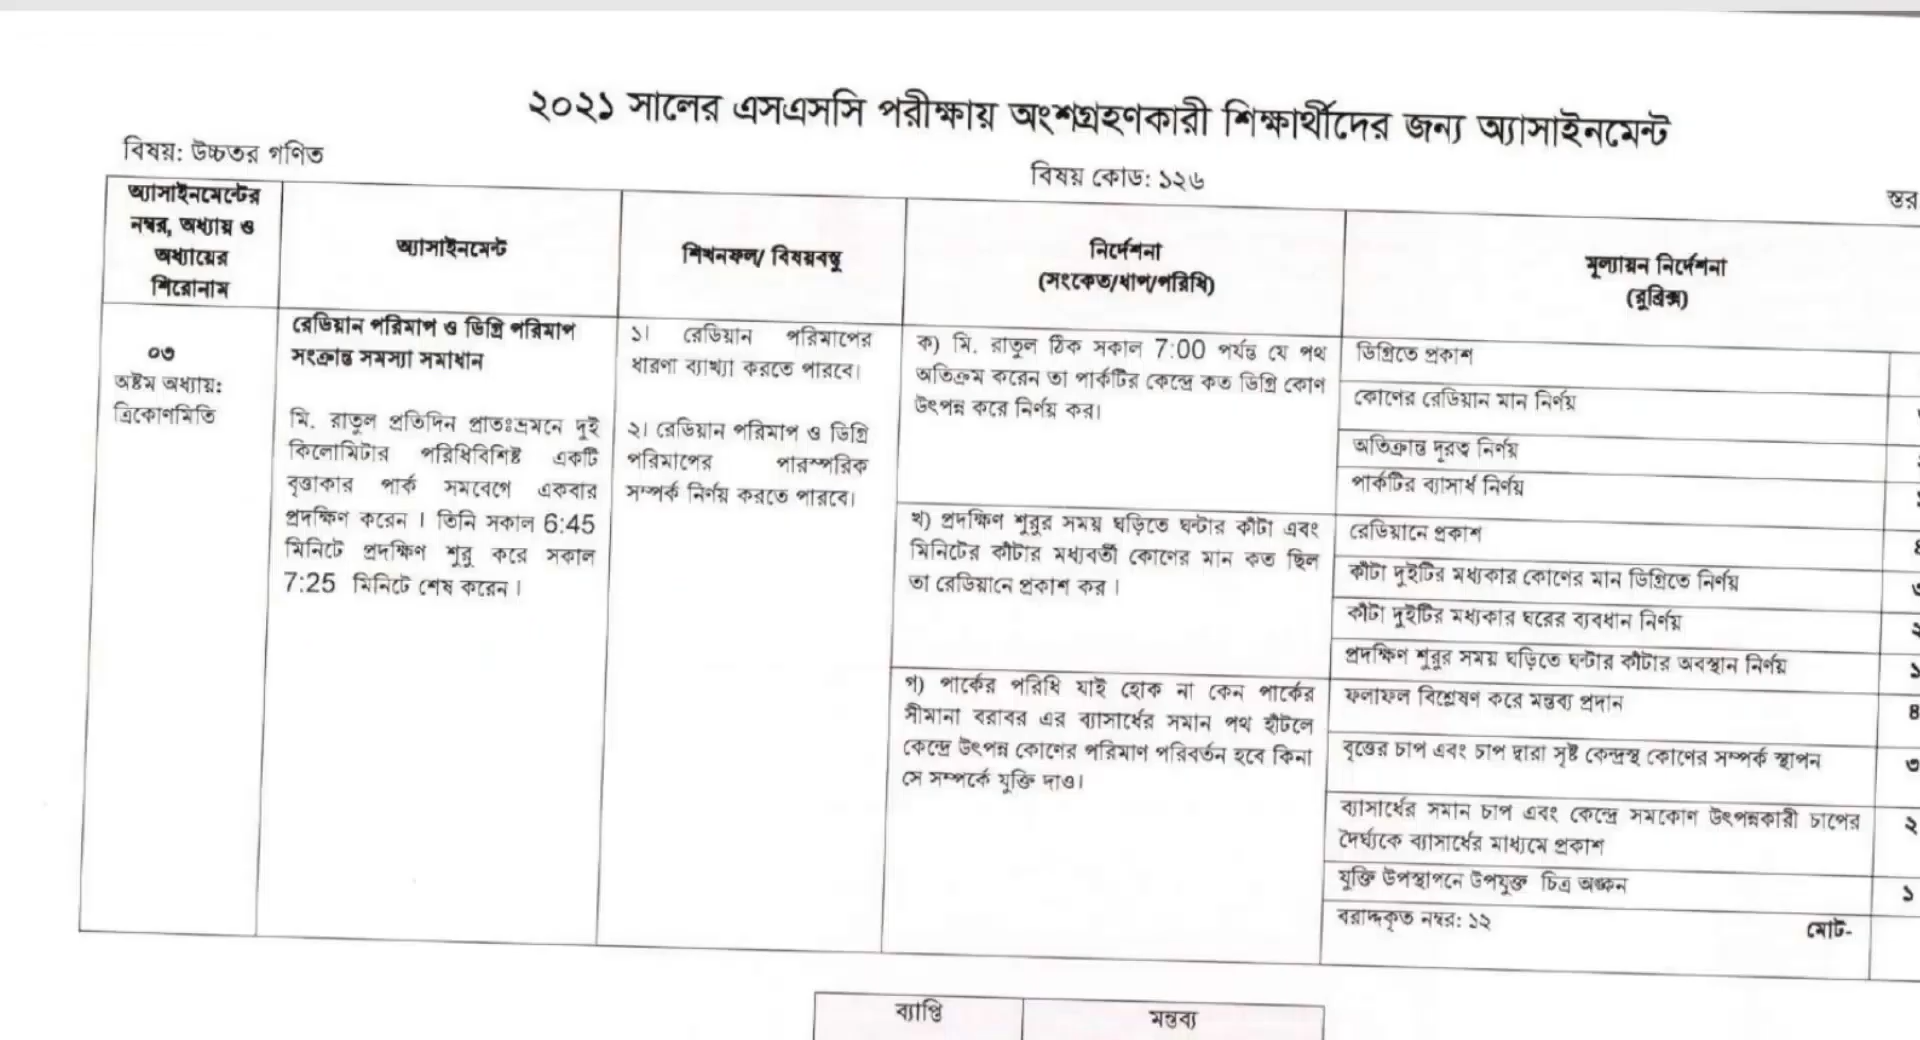 ২০২১ সালের এসএসসি পরীক্ষায় অংশগ্রহণকারী শিক্ষার্থীদের জন্য অ্যাসাইনমেন্ট
বিষয়: উচ্চতর গণিত
বিষয় কোড: ১২৬
স্তর
অ্যাসাইনমেন্টের
নম্বর, অধ্যায় ও
অধ্যায়ের
শিরোনাম
অ্যাসাইনমেন্ট
শিখনফল/ বিষয়বস্তু
নির্দেশনা
(সংকেত/ধাপ/পরিধি)
মূল্যায়ন নির্দেশনা
(রুব্রিক্স)
০৩
অষ্টম অধ্যায়:
ত্রিকোণমিতি
রেডিয়ান পরিমাপ ও ডিগ্রি পরিমাপ
সংক্রান্ত সমস্যা সমাধান
মি. রাতুল প্রতিদিন প্রাতঃভ্রমনে দুই
কিলোমিটার পরিধিবিশিষ্ট একটি
বৃত্তাকার পার্ক সমবেগে একবার
প্রদক্ষিণ করেন । তিনি সকাল 6:45
মিনিটে প্রদক্ষিণ শুরু করে সকাল
7:25 মিনিটে শেষ করেন ।
১। রেডিয়ান পরিমাপের
ধারণা ব্যাখ্যা করতে পারবে।
২। রেডিয়ান পরিমাপ ও ডিগ্রি
পরিমাপের পারস্পরিক
সম্পর্ক নির্ণয় করতে পারবে।
ক) মি. রাতুল ঠিক সকাল 7:00 পর্যন্ত যে পথ
অতিক্রম করেন তা পার্কটির কেন্দ্রে কত ডিগ্রি কোণ
উৎপন্ন করে নির্ণয় কর।
খ) প্রদক্ষিণ শুরুর সময় ঘড়িতে ঘন্টার কাঁটা এবং
মিনিটের কাঁটার মধ্যবর্তী কোণের মান কত ছিল
তা রেডিয়ানে প্রকাশ কর ।
গ) পার্কের পরিধি যাই হোক না কেন পার্কের
সীমানা বরাবর এর ব্যাসার্ধের সমান পথ হাঁটলে
কেন্দ্রে উৎপন্ন কোণের পরিমাণ পরিবর্তন হবে কিনা
সে সম্পর্কে যুক্তি দাও।
ডিগ্রিতে প্রকাশ
কোণের রেডিয়ান মান নির্ণয়
অতিক্রান্ত দূরত্ব নির্ণয়
পার্কটির ব্যাসার্ধ নির্ণয়
রেডিয়ানে প্রকাশ
কাঁটা দুইটির মধ্যকার কোণের মান ডিগ্রিতে নির্ণয়
কাঁটা দুইটির মধ্যকার ঘরের ব্যবধান নির্ণয়
প্রদক্ষিণ শুরুর সময় ঘড়িতে ঘন্টার কাঁটার অবস্থান নির্ণয়
ফলাফল বিশ্লেষণ করে মন্তব্য প্রদান
৪
বৃত্তের চাপ এবং চাপ দ্বারা সৃষ্ট কেন্দ্রস্থ কোণের সম্পর্ক স্থাপন
৩
ব্যাসার্ধের সমান চাপ এবং কেন্দ্রে সমকোণ উৎপন্নকারী চাপের
দৈর্ঘ্যকে ব্যাসার্ধের মাধ্যমে প্রকাশ
২
যুক্তি উপস্থাপনে উপযুক্ত চিত্র অঙ্কন
১
বরাদ্দকৃত নম্বর: ১২ মোট-
ব্যাপ্তি
মন্তব্য